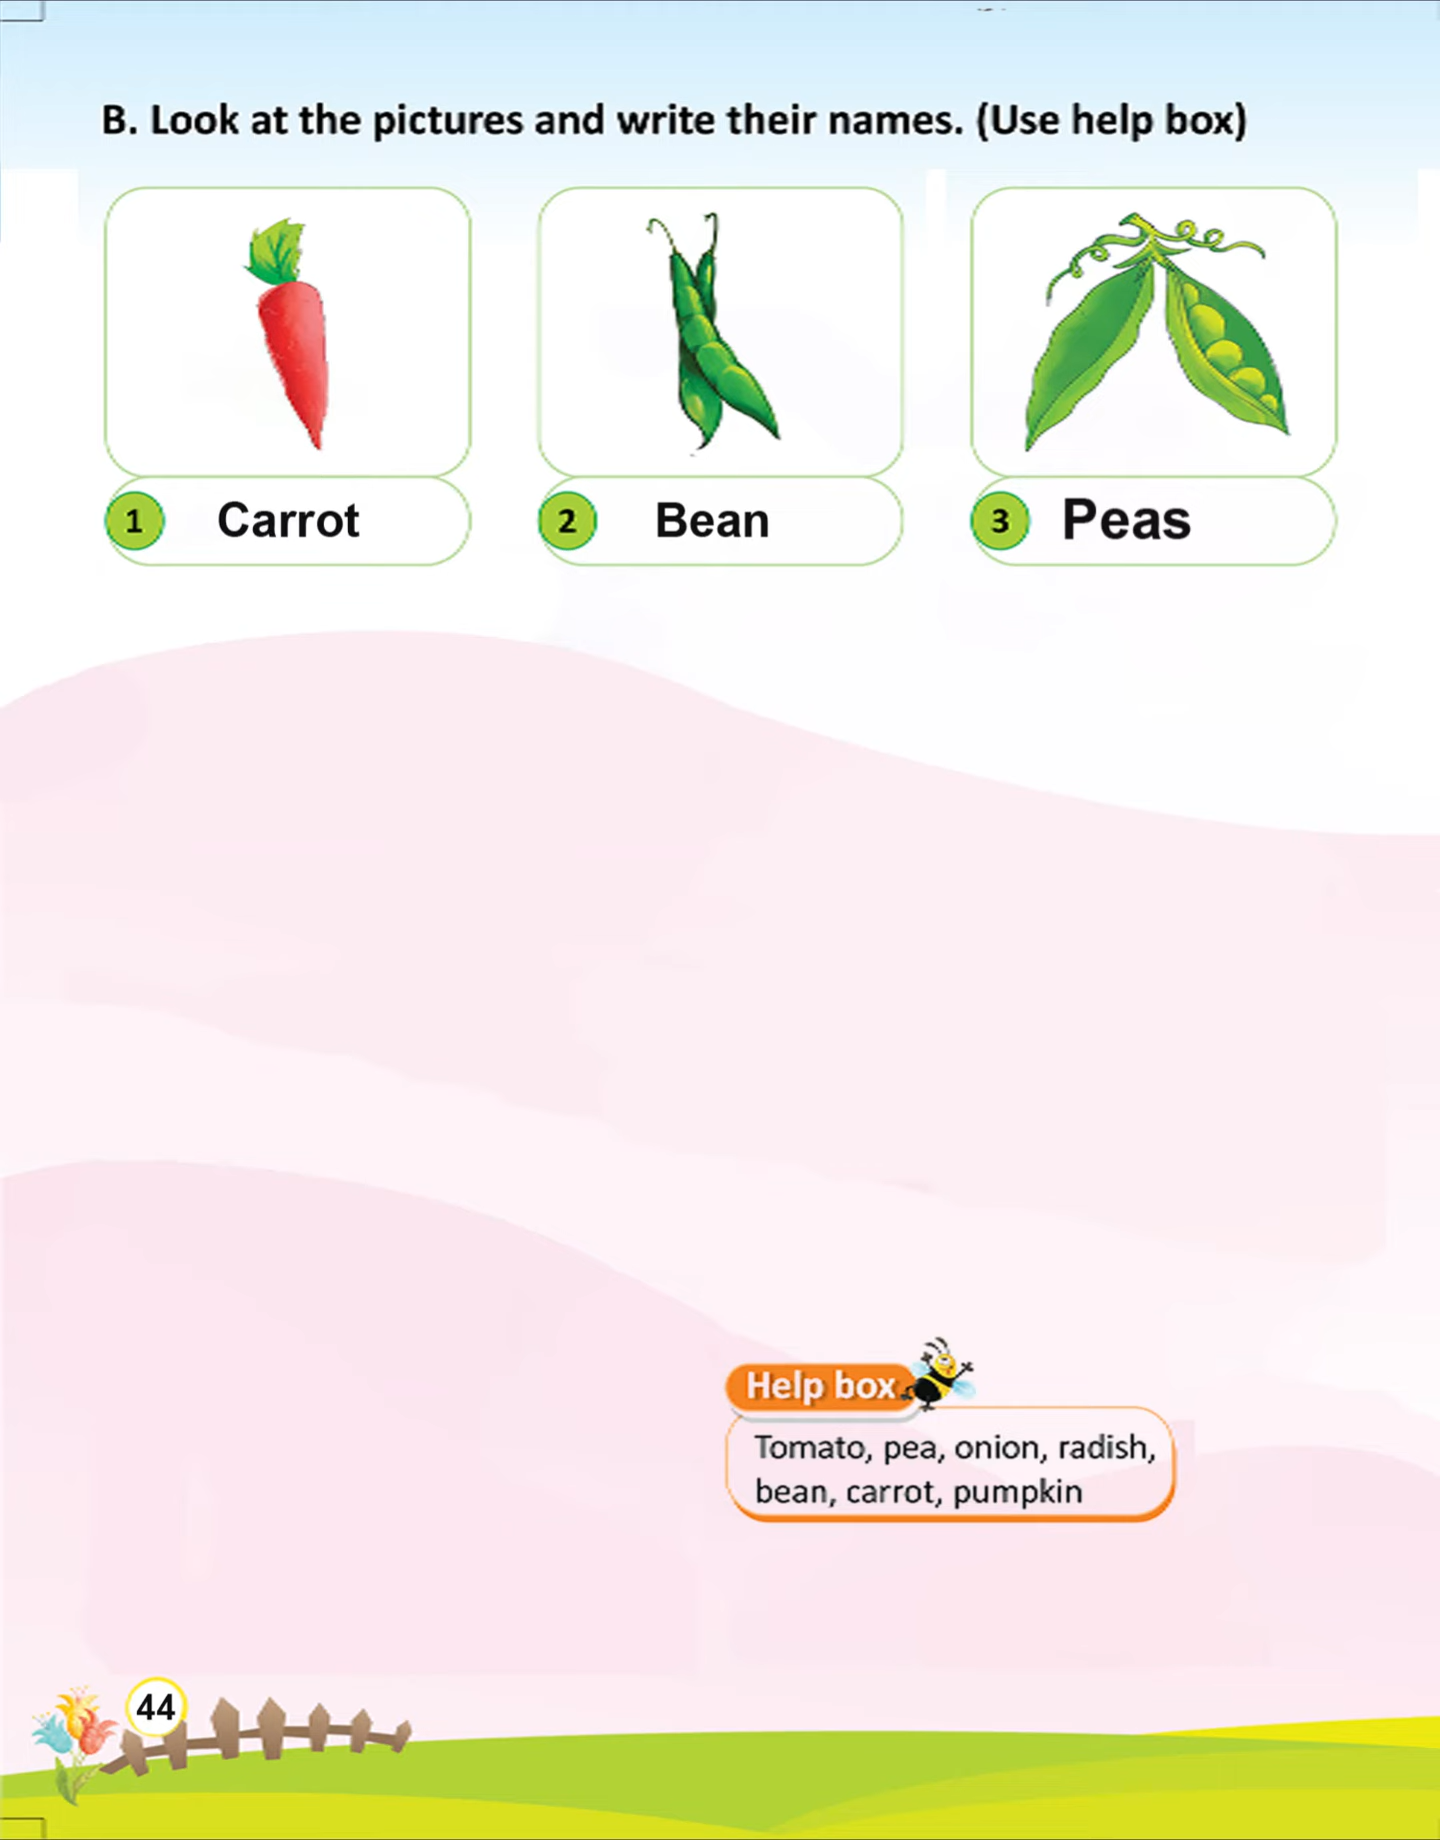 B. Look at the pictures and write their names. (Use help box)
1 Carrot
2 Bean
3 Peas
Help box
Tomato, pea, onion, radish,
bean, carrot, pumpkin
44